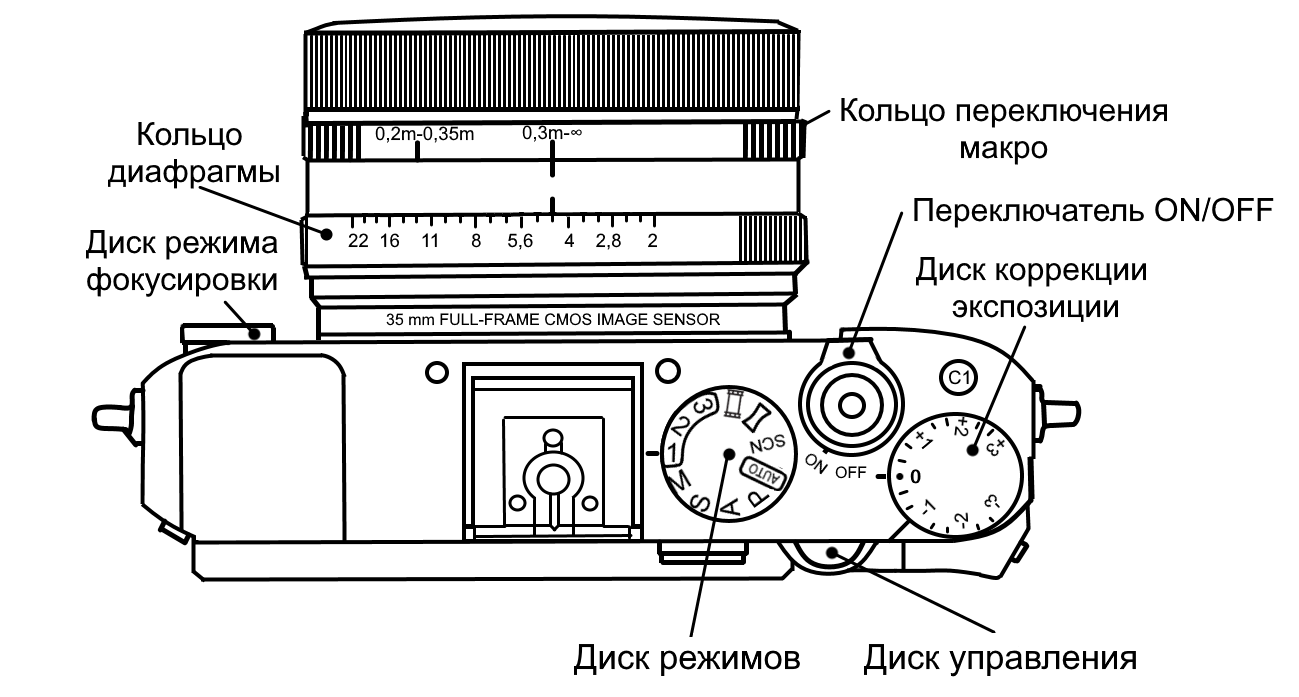 0,2m-0,35m
0,3m-∞
Кольцо переключения
макро
Кольцо
диафрагмы
Переключатель ON/OFF
22 16 11 8 5,6 4 2,8 2
Диск режима
фокусировки
Диск коррекции
экспозиции
35 mm FULL-FRAME CMOS IMAGE SENSOR
C1
3
2
1
M
S
A
P
AUTO
SCN
ON OFF
+3
+2
+1
0
-1
-2
-3
Диск режимов
Диск управления